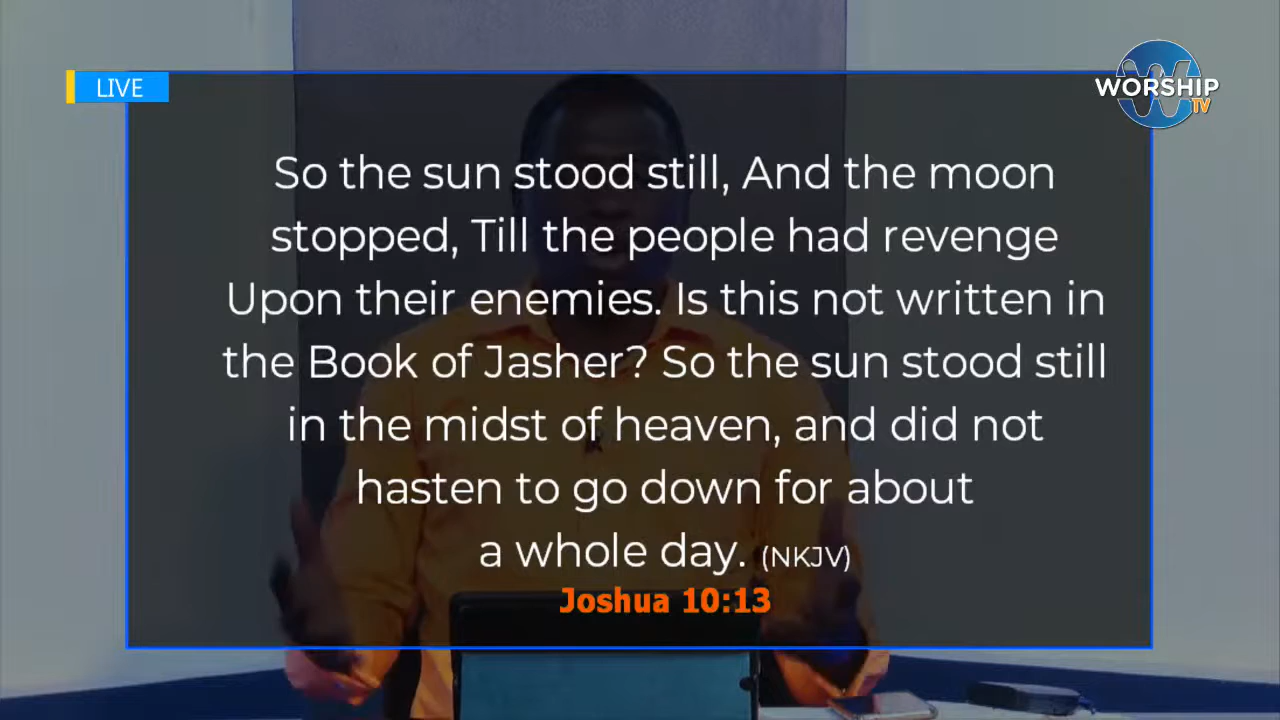 LIVE
WORSHIP
TV
So the sun stood still, And the moon
stopped, Till the people had revenge
Upon their enemies. Is this not written in
the Book of Jasher? So the sun stood still
in the midst of heaven, and did not
hasten to go down for about
a whole day. (NKJV)
Joshua 10:13